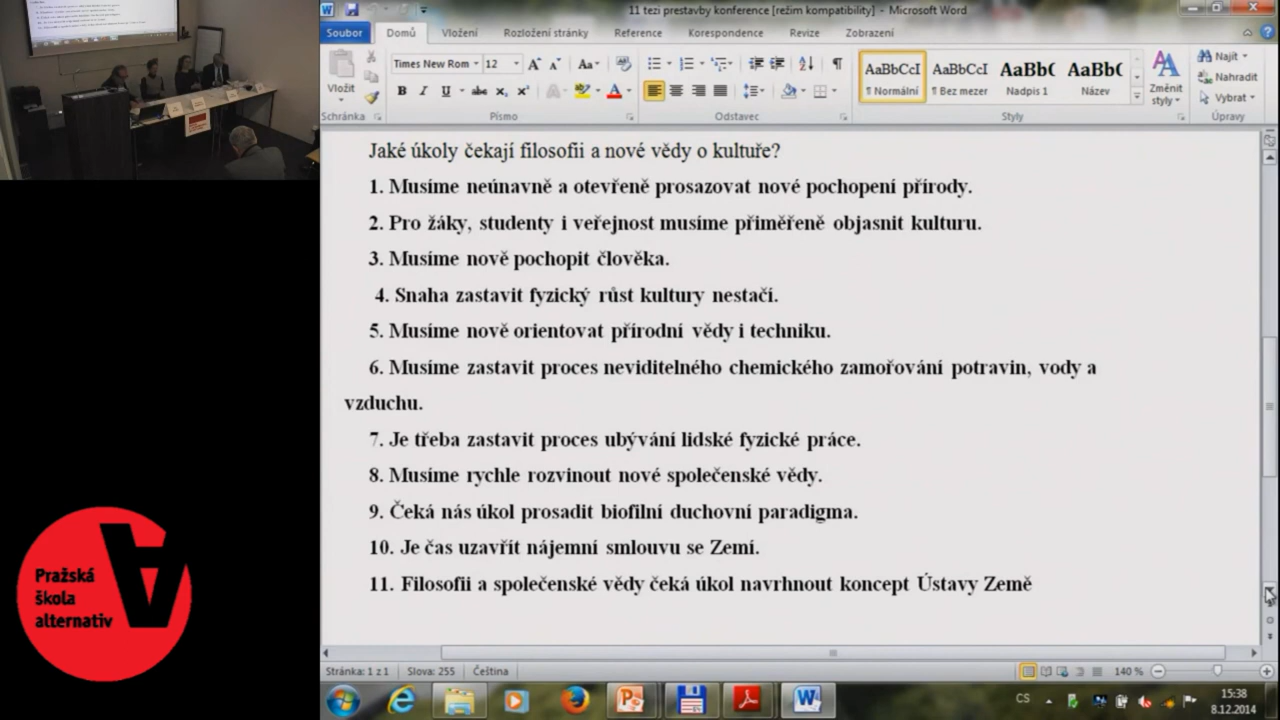 11 tezi prestavby konference [režim kompatibility] - Microsoft Word
Soubor Domů Vložení Rozložení stránky Reference Korespondence Revize Zobrazení
Times New Rom 12 Aa
Vložit
B I U abc x₂ x² A ab A
AaBbCcI AaBbCcI AaBbC AaBbC
¶ Normální ¶ Bez mezer Nadpis 1 Název
Změnit styly
Najít
Nahradit
Vybrat
Schránka Písmo Odstavec Styly Úpravy
Jaké úkoly čekají filosofii a nové vědy o kultuře?
1. Musíme neúnavně a otevřeně prosazovat nové pochopení přírody.
2. Pro žáky, studenty i veřejnost musíme přiměřeně objasnit kulturu.
3. Musíme nově pochopit člověka.
4. Snaha zastavit fyzický růst kultury nestačí.
5. Musíme nově orientovat přírodní vědy i techniku.
6. Musíme zastavit proces neviditelného chemického zamořování potravin, vody a
vzduchu.
7. Je třeba zastavit proces ubývání lidské fyzické práce.
8. Musíme rychle rozvinout nové společenské vědy.
9. Čeká nás úkol prosadit biofilní duchovní paradigma.
10. Je čas uzavřít nájemní smlouvu se Zemí.
11. Filosofii a společenské vědy čeká úkol navrhnout koncept Ústavy Země
Pražská
škola
alternativ
Stránka: 1 z 1 Slova: 255 Čeština 140 %
CS 15:38
8.12.2014